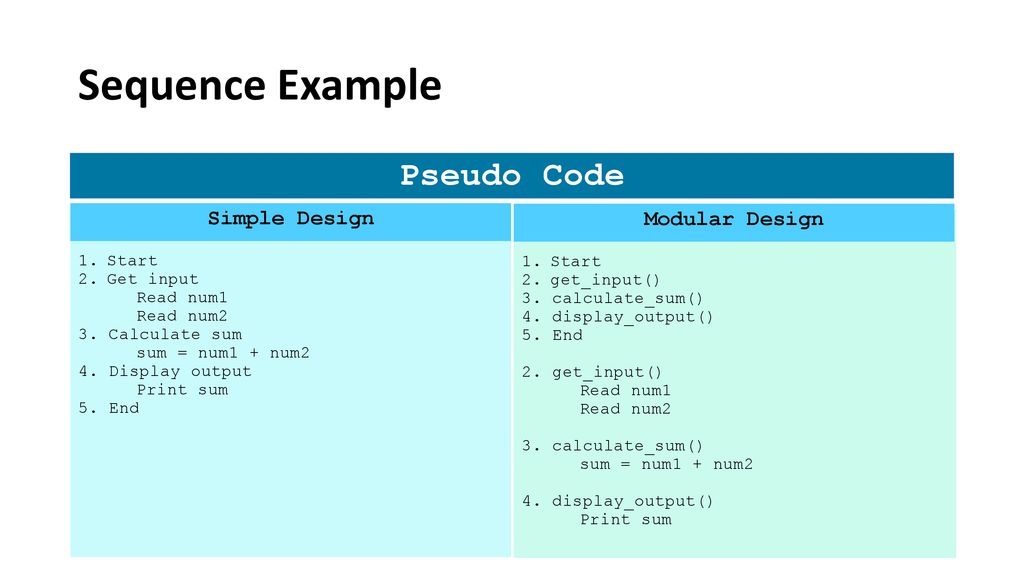 Sequence Example
Pseudo Code
Simple Design
1. Start
2. Get input
Read num1
Read num2
3. Calculate sum
sum = num1 + num2
4. Display output
Print sum
5. End
Modular Design
1. Start
2. get_input()
3. calculate_sum()
4. display_output()
5. End
2. get_input()
Read num1
Read num2
3. calculate_sum()
sum = num1 + num2
4. display_output()
Print sum